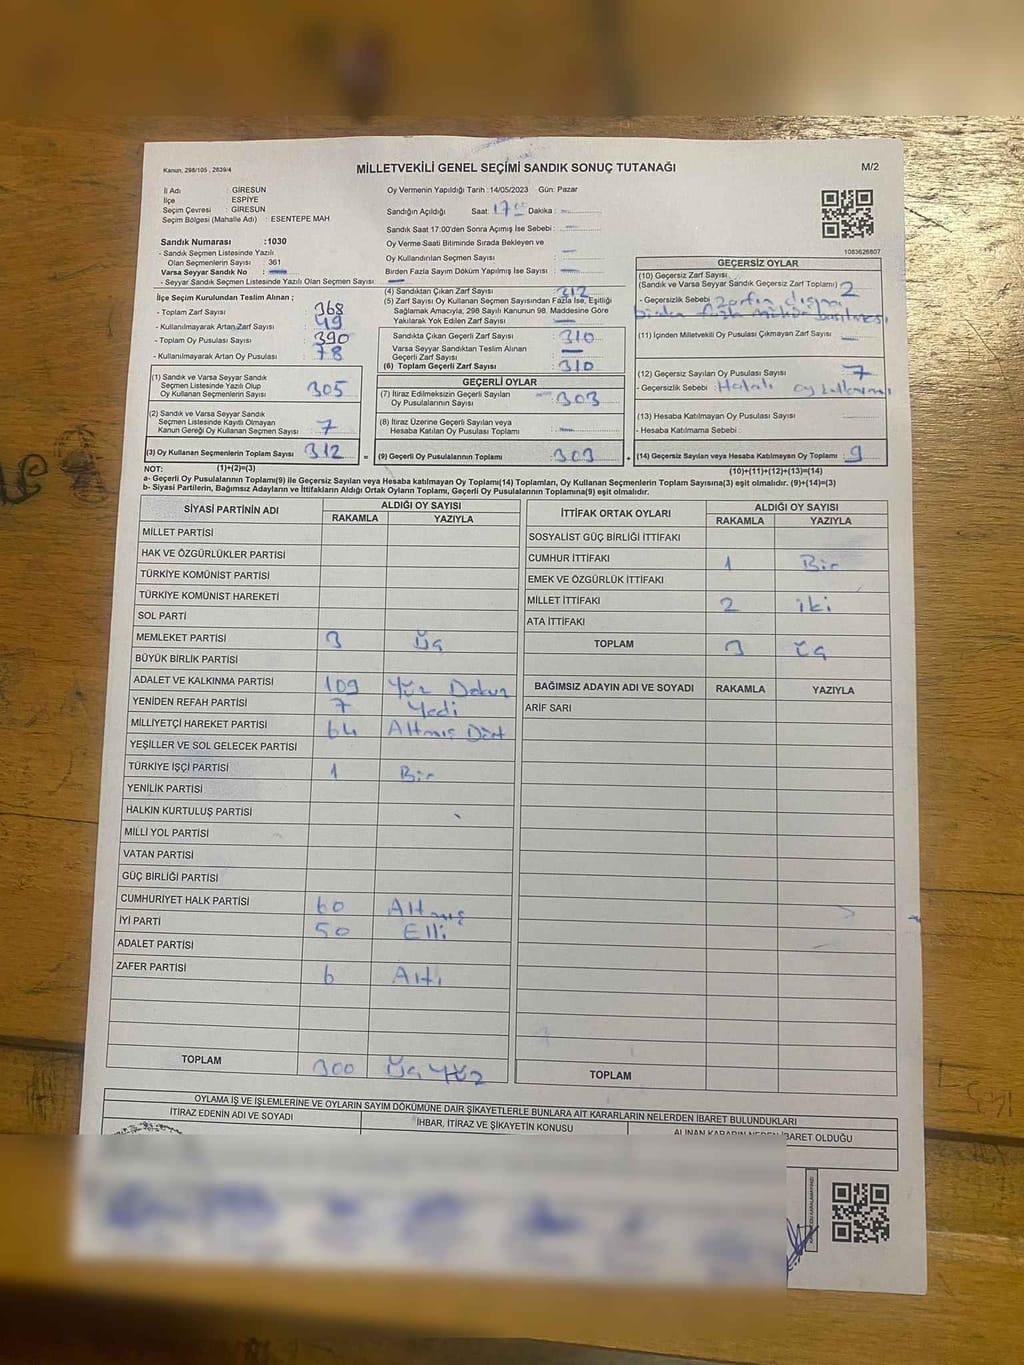 Kanun: 298/105 , 2839/4
MİLLETVEKİLİ GENEL SEÇİMİ SANDIK SONUÇ TUTANAĞI
M/2
İl Adı : GİRESUN
İlçe ESPİYE
Seçim Çevresi : GİRESUN
Seçim Bölgesi (Mahalle Adı) : ESENTEPE MAH.
Sandık Numarası :1030
- Sandık Seçmen Listesinde Yazılı
Olan Seçmenlerin Sayısı 361
Varsa Seyyar Sandık No :
- Seyyar Sandık Seçmen Listesinde Yazılı Olan Seçmen Sayısı
Oy Vermenin Yapıldığı Tarih :14/05/2023 Gün: Pazar
Sandığın Açıldığı Saat: 17 00 Dakika :
Sandık Saat 17.00'den Sonra Açımış İse Sebebi :
Oy Verme Saati Bitiminde Sırada Bekleyen ve
Oy Kullandırılan Seçmen Sayısı :
Birden Fazla Sayım Döküm Yapılmış İse Sayısı :
1083626807
İlçe Seçim Kurulundan Teslim Alınan ;
- Toplam Zarf Sayısı : 368
- Kullanılmayarak Artan Zarf Sayısı : 49
- Toplam Oy Pusulası Sayısı : 390
- Kullanılmayarak Artan Oy Pusulası : 78
(1) Sandık ve Varsa Seyyar Sandık
Seçmen Listesinde Yazılı Olup
Oy Kullanan Seçmenlerin Sayısı : 305
(2) Sandık ve Varsa Seyyar Sandık
Seçmen Listesinde Kayıtlı Olmayan
Kanun Gereği Oy Kullanan Seçmen Sayısı : 7
(3) Oy Kullanan Seçmenlerin Toplam Sayısı : 312
(4) Sandıktan Çıkan Zarf Sayısı : 312
(5) Zarf Sayısı Oy Kullanan Seçmen Sayısından Fazla İse, Eşitliği
Sağlamak Amacıyla, 298 Sayılı Kanunun 98. Maddesine Göre
Yakılarak Yok Edilen Zarf Sayısı :
Sandıkta Çıkan Geçerli Zarf Sayısı : 310
Varsa Seyyar Sandıktan Teslim Alınan
Geçerli Zarf Sayısı :
(6) Toplam Geçerli Zarf Sayısı : 310
GEÇERLİ OYLAR
(7) İtiraz Edilmeksizin Geçerli Sayılan
Oy Pusulalarının Sayısı : 303
(8) İtiraz Üzerine Geçerli Sayılan veya
Hesaba Katılan Oy Pusulası Toplamı :
= (9) Geçerli Oy Pusulalarının Toplamı : 303
GEÇERSİZ OYLAR
(10) Geçersiz Zarf Sayısı
(Sandık ve Varsa Seyyar Sandık Geçersiz Zarf Toplamı) : 2
- Geçersizlik Sebebi : Zarfın dışına
birden fazla mühür basılması
(11) İçinden Milletvekili Oy Pusulası Çıkmayan Zarf Sayısı
(12) Geçersiz Sayılan Oy Pusulası Sayısı : 7
- Geçersizlik Sebebi : Hatalı oy kullanımı
(13) Hesaba Katılmayan Oy Pusulası Sayısı :
- Hesaba Katılmama Sebebi :
+ (14) Geçersiz Sayılan veya Hesaba Katılmayan Oy Toplamı : 9
NOT: (1)+(2)=(3)
(10)+(11)+(12)+(13)=(14)
a- Geçerli Oy Pusulalarının Toplamı(9) ile Geçersiz Sayılan veya Hesaba katılmayan Oy Toplamı(14) Toplamları, Oy Kullanan Seçmenlerin Toplam Sayısına(3) eşit olmalıdır. (9)+(14)=(3)
b- Siyasi Partilerin, Bağımsız Adayların ve İttifakların Aldığı Ortak Oyların Toplamı, Geçerli Oy Pusulalarının Toplamına(9) eşit olmalıdır.
SİYASİ PARTİNİN ADI ALDIĞI OY SAYISI
RAKAMLA YAZIYLA
MİLLET PARTİSİ
HAK VE ÖZGÜRLÜKLER PARTİSİ
TÜRKİYE KOMÜNİST PARTİSİ
TÜRKİYE KOMÜNİST HAREKETİ
SOL PARTİ
MEMLEKET PARTİSİ 3 Üç
BÜYÜK BİRLİK PARTİSİ
ADALET VE KALKINMA PARTİSİ 109 Yüz Dokuz
YENİDEN REFAH PARTİSİ 7 Yedi
MİLLİYETÇİ HAREKET PARTİSİ 64 Altmış Dört
YEŞİLLER VE SOL GELECEK PARTİSİ
TÜRKİYE İŞÇİ PARTİSİ 1 Bir
YENİLİK PARTİSİ
HALKIN KURTULUŞ PARTİSİ
MİLLİ YOL PARTİSİ
VATAN PARTİSİ
GÜÇ BİRLİĞİ PARTİSİ
CUMHURİYET HALK PARTİSİ 60 Altmış
İYİ PARTİ 50 Elli
ADALET PARTİSİ
ZAFER PARTİSİ 6 Altı
TOPLAM 300 Üç Yüz
İTTİFAK ORTAK OYLARI ALDIĞI OY SAYISI
RAKAMLA YAZIYLA
SOSYALİST GÜÇ BİRLİĞİ İTTİFAKI
CUMHUR İTTİFAKI 1 Bir
EMEK VE ÖZGÜRLÜK İTTİFAKI
MİLLET İTTİFAKI 2 iki
ATA İTTİFAKI
TOPLAM 3 üç
BAĞIMSIZ ADAYIN ADI VE SOYADI RAKAMLA YAZIYLA
ARİF SARI
TOPLAM
OYLAMA İŞ VE İŞLEMLERİNE VE OYLARIN SAYIM DÖKÜMÜNE DAİR ŞİKAYETLERLE BUNLARA AİT KARARLARIN NELERDEN İBARET BULUNDUKLARI
İTİRAZ EDENİN ADI VE SOYADI İHBAR, İTİRAZ VE ŞİKAYETİN KONUSU ALINAN KARARIN NEDEN İBARET OLDUĞU